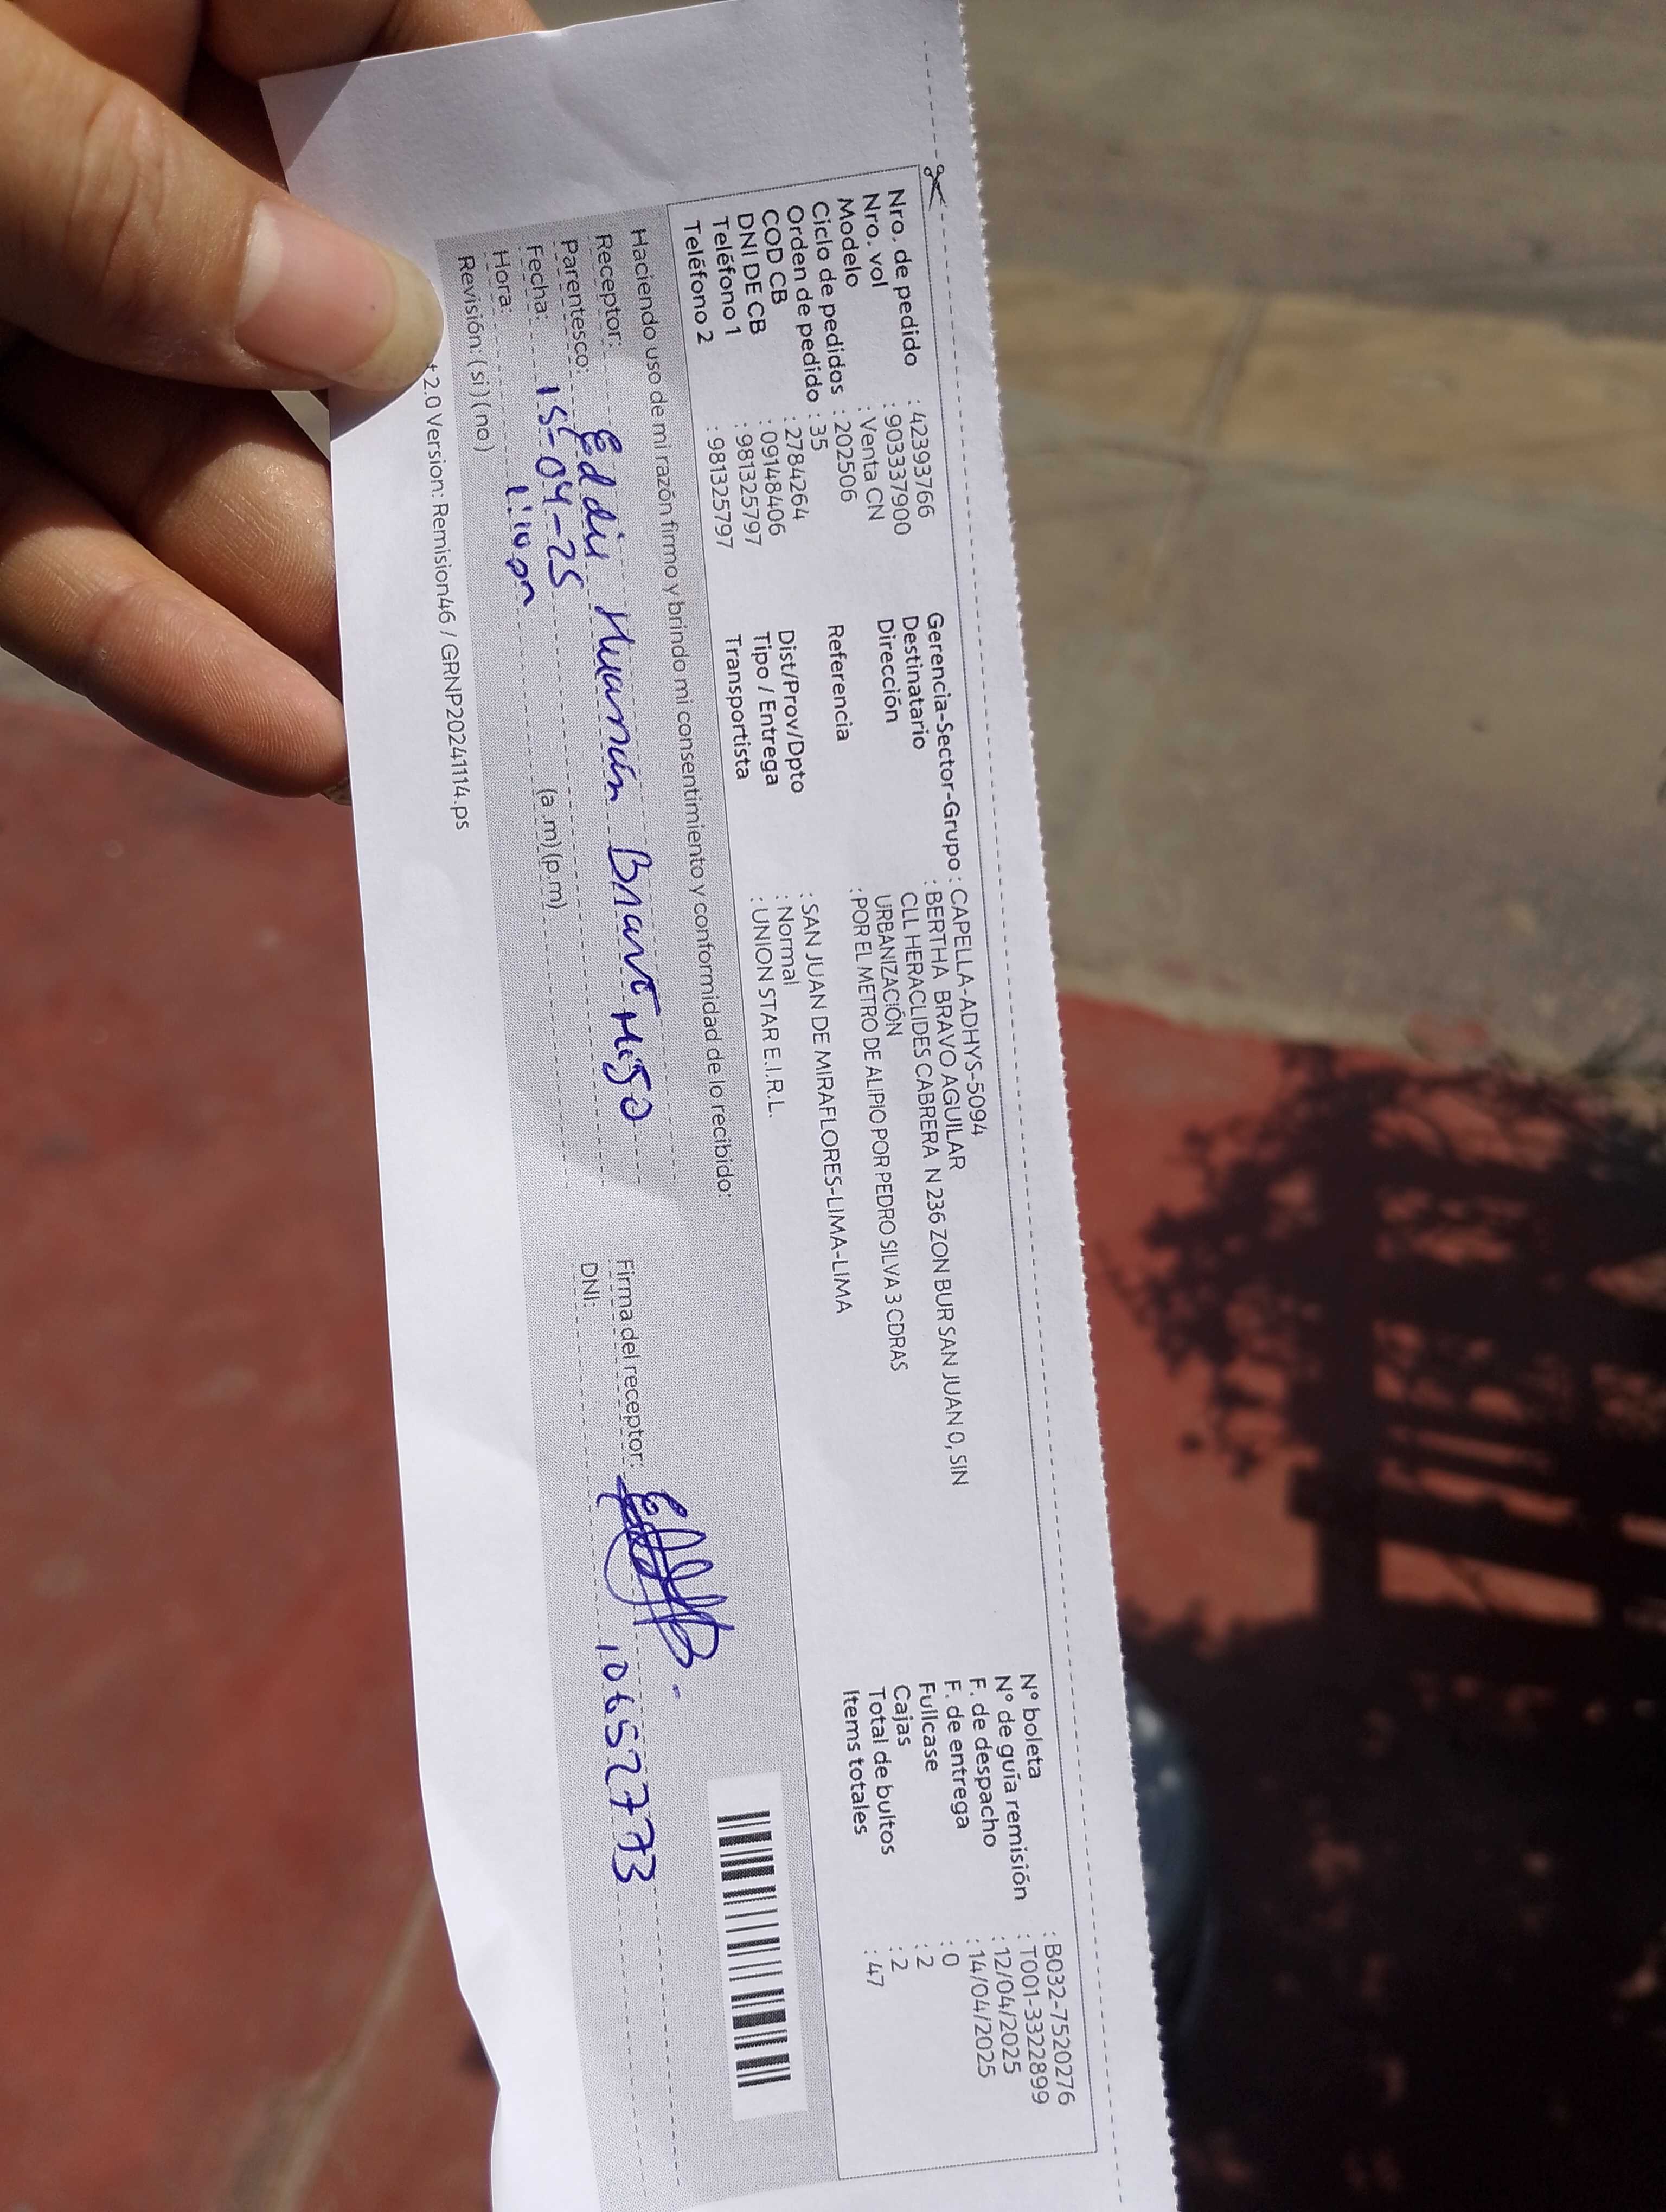 Nro. de pedido : 42393766
Nro. vol : 9033337900
Modelo : Venta CN
Ciclo de pedidos : 202506
Orden de pedido : 35
COD CB : 2784264
DNI DE CB : 09148406
Teléfono 1 : 981325797
Teléfono 2 : 981325797
Gerencia-Sector-Grupo : CAPELLA-ADHYS-5094
Destinatario : BERTHA BRAVO AGUILAR
Dirección CLL HERACLIDES CABRERA N 236 ZON BUR SAN JUAN 0, SIN
URBANIZACIÓN
Referencia : POR EL METRO DE ALIPIO POR PEDRO SILVA 3 CDRAS
Dist/Prov/Dpto : SAN JUAN DE MIRAFLORES-LIMA-LIMA
Tipo / Entrega : Normal
Transportista : UNION STAR E.I.R.L.
N° boleta : B032-7520276
N° de guía remisión : T001-3322899
F. de despacho : 12/04/2025
F. de entrega : 14/04/2025
Fullcase : 0
Cajas : 2
Total de bultos : 2
Items totales : 47
Haciendo uso de mi razón firmo y brindo mi consentimiento y conformidad de lo recibido:
Receptor: Eddis Huamán Bravo
Parentesco: Higo
Fecha: 15-04-25
Hora: 1:10 pm (a.m) (p.m)
Revisión: (si) (no)
Firma del receptor:
DNI: 10652773
2.0 Version: Remision46 / GRNP20241114.ps